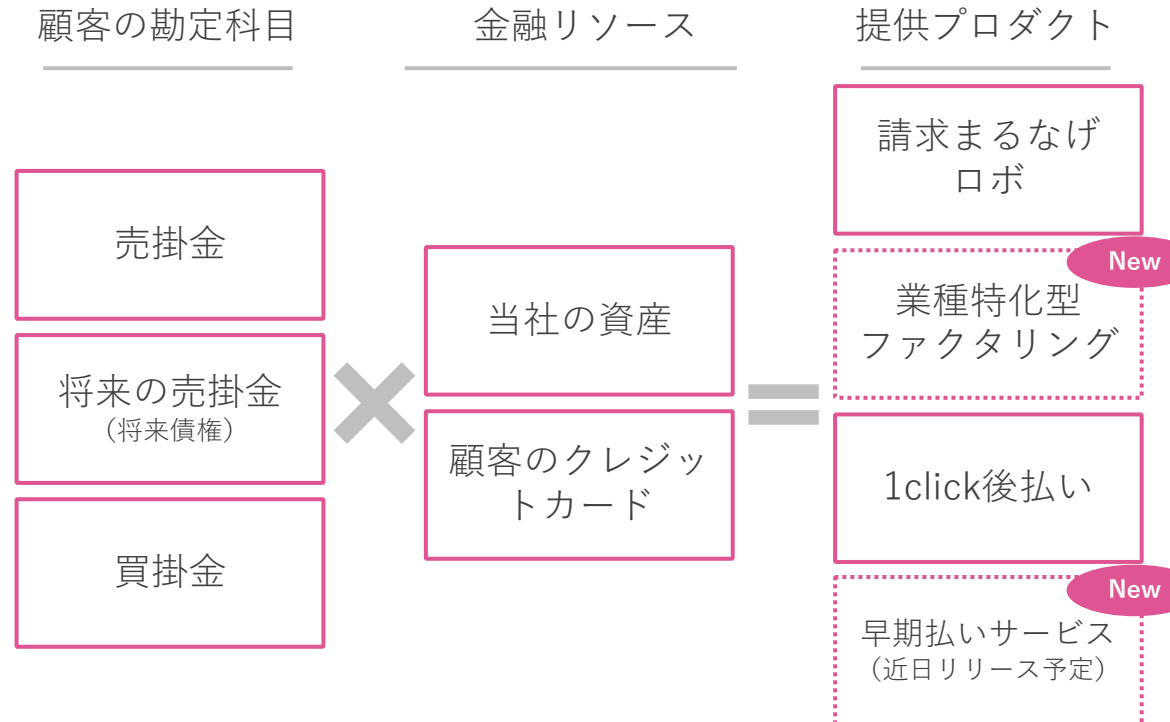 顧客の勘定科目
金融リソース
提供プロダクト
売掛金
将来の売掛金
（将来債権）
買掛金
×
当社の資産
顧客のクレジッ
トカード
=
請求まるなげ
ロボ
New
業種特化型
ファクタリング
1click後払い
New
早期払いサービス
（近日リリース予定）